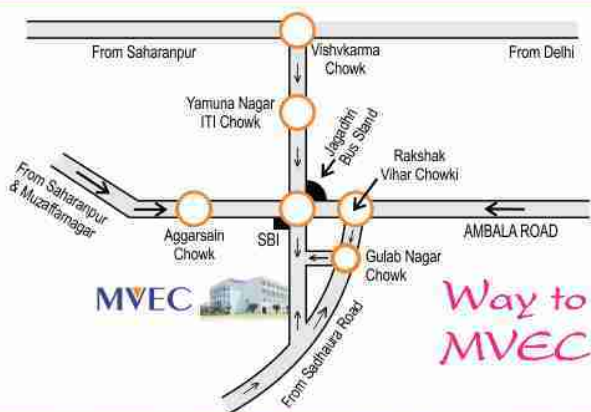 From Saharanpur
Vishvkarma
Chowk
From Delhi
Yamuna Nagar
ITI Chowk
Jagadhri
Bus Stand
Rakshak
Vihar Chowki
From Saharanpur
& Muzaffarnagar
Aggarsain
Chowk
SBI
AMBALA ROAD
Gulab Nagar
Chowk
MVEC
From Sadhaura Road
Way to
MVEC